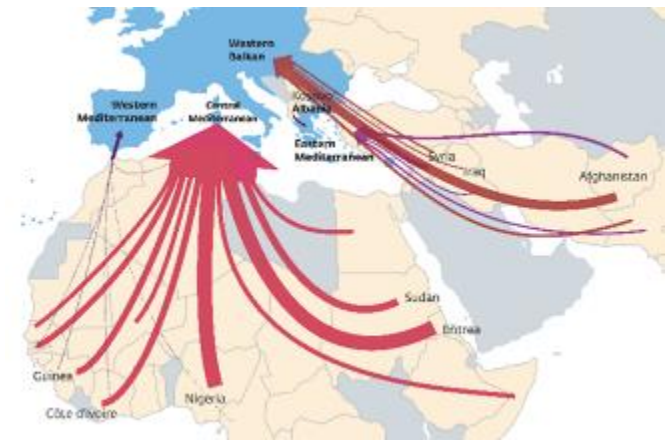 Western
Balkan
Western
Mediterranean
Central
Mediterranean
Kosovo
Albania
Eastern
Mediterranean
Syria
Iraq
Afghanistan
Sudan
Eritrea
Guinea
Côte d'Ivoire
Nigeria